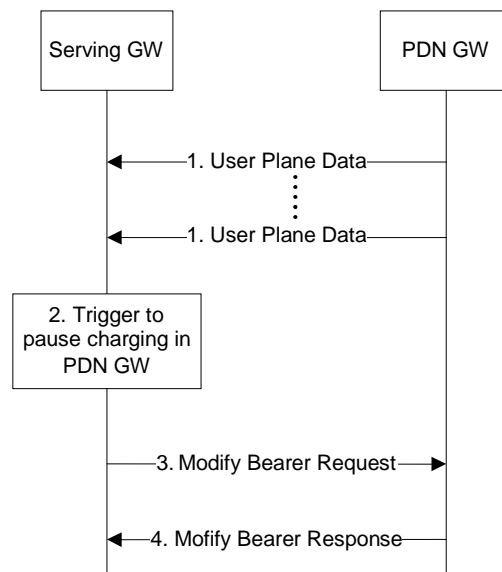 Serving GW
PDN GW
1. User Plane Data
1. User Plane Data
2. Trigger to
pause charging in
PDN GW
3. Modify Bearer Request
4. Mofify Bearer Response